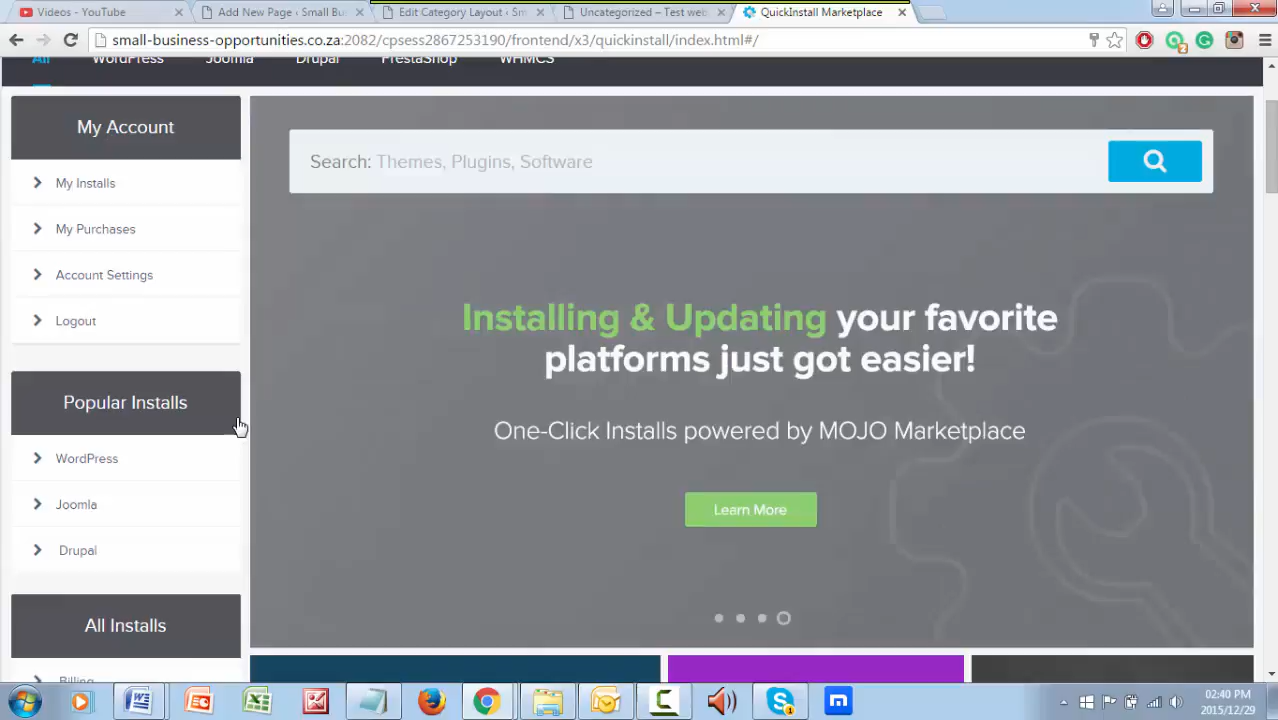 Videos - YouTube
Add New Page ‹ Small Bu
Edit Category Layout ‹ Sm
Uncategorized – Test web
QuickInstall Marketplace
small-business-opportunities.co.za:2082/cpsess2867253190/frontend/x3/quickinstall/index.html#/
2
All
WordPress
Joomla
Drupal
PrestaShop
WHMCS
My Account
My Installs
My Purchases
Account Settings
Logout
Popular Installs
WordPress
Joomla
Drupal
All Installs
Billing
Search: Themes, Plugins, Software
Installing & Updating your favorite
platforms just got easier!
One-Click Installs powered by MOJO Marketplace
Learn More
02:40 PM
2015/12/29